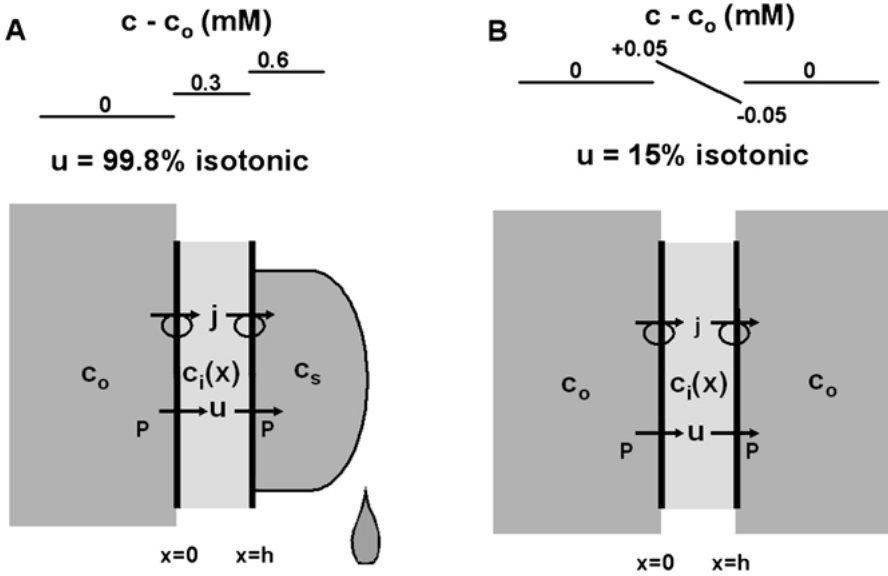 A
c - cₒ (mM)
0
0.3
0.6
u = 99.8% isotonic
j
cₒ
cᵢ(x)
cₛ
u
P
P
x=0
x=h
B
c - cₒ (mM)
0
+0.05
0
-0.05
u = 15% isotonic
j
cₒ
cᵢ(x)
cₒ
u
P
P
x=0
x=h